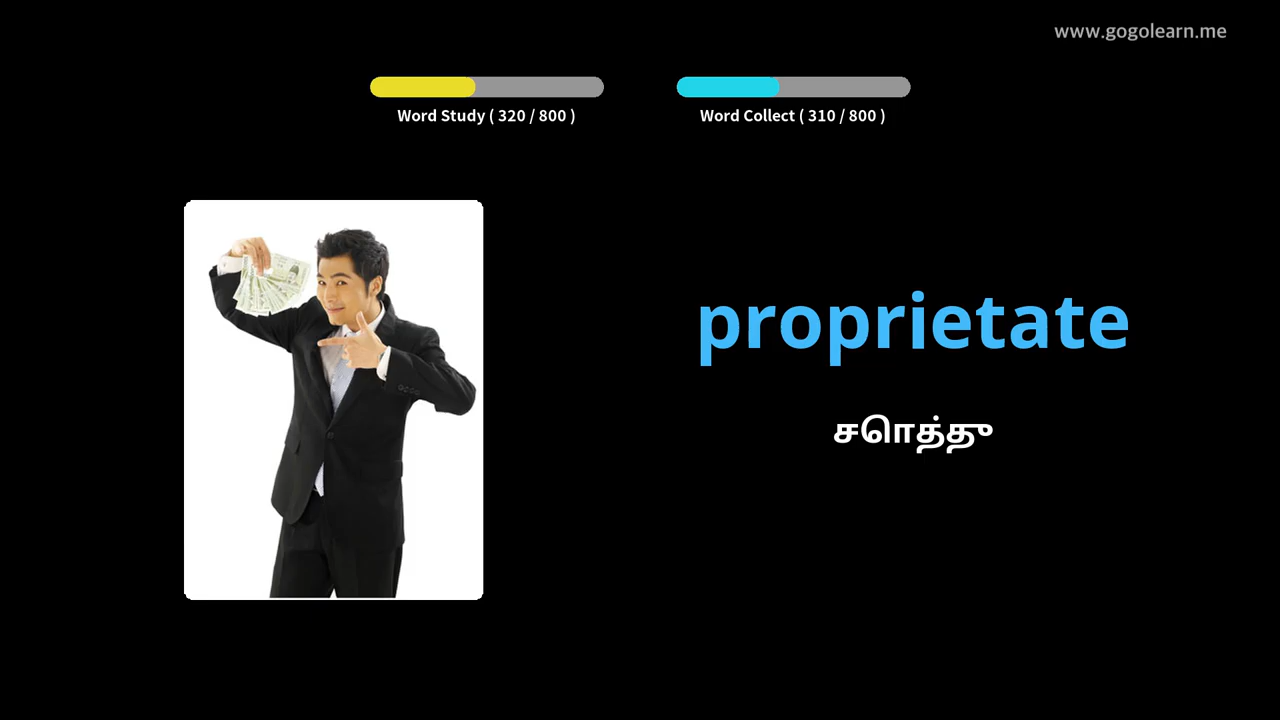 www.gogolearn.me
Word Study ( 320 / 800 )
Word Collect ( 310 / 800 )
proprietate
சொத்து